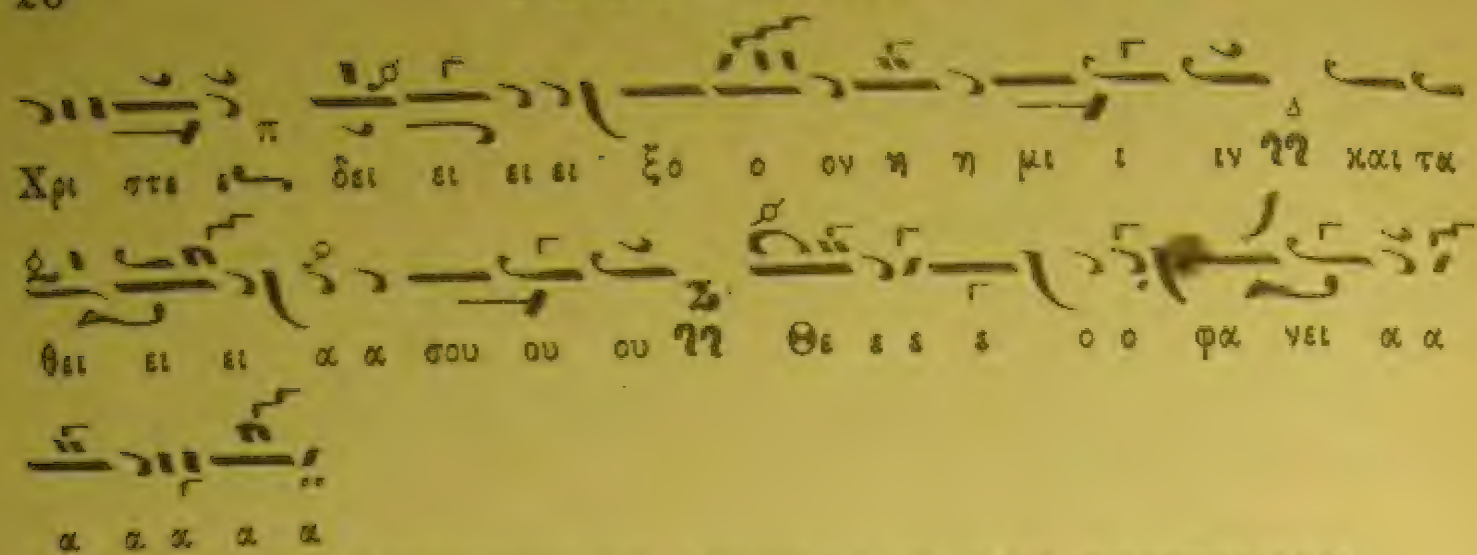 Χρι στε ε δει ει ει ει ξο ο ον η η μι ι ιν και τα
θει ει ει α α σου ου ου Θε ε ε ε ο ο φα νει α α
α α α α α